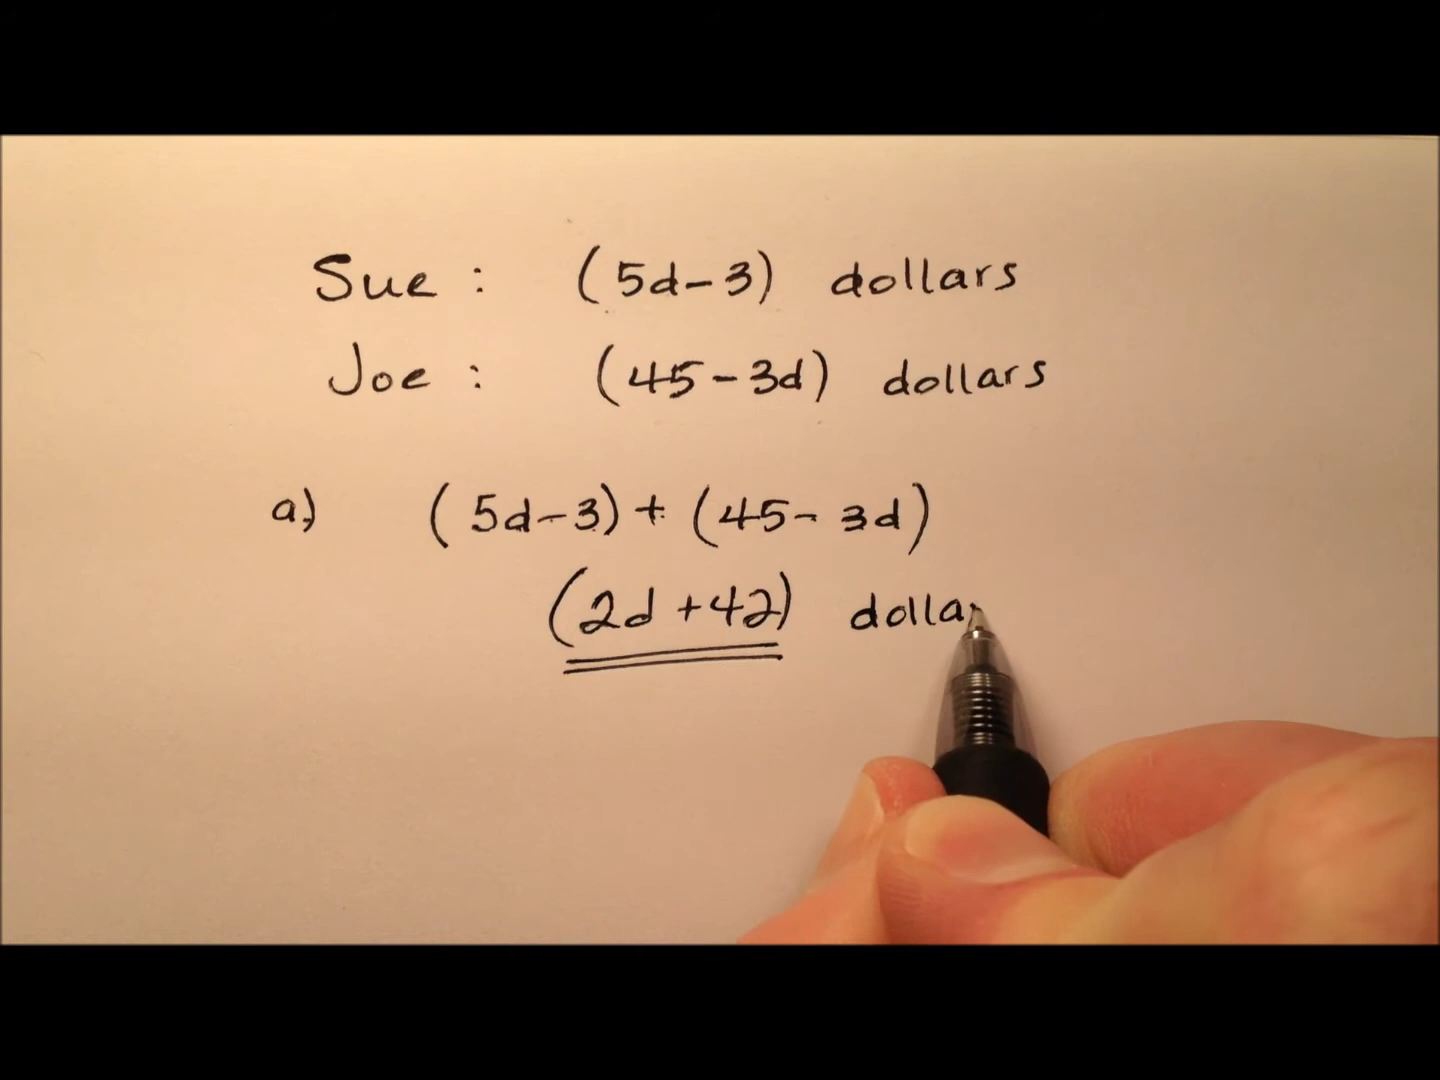 Sue : (5d-3) dollars
Joe : (45-3d) dollars
a) (5d-3)+(45-3d)
(2d+42) dolla